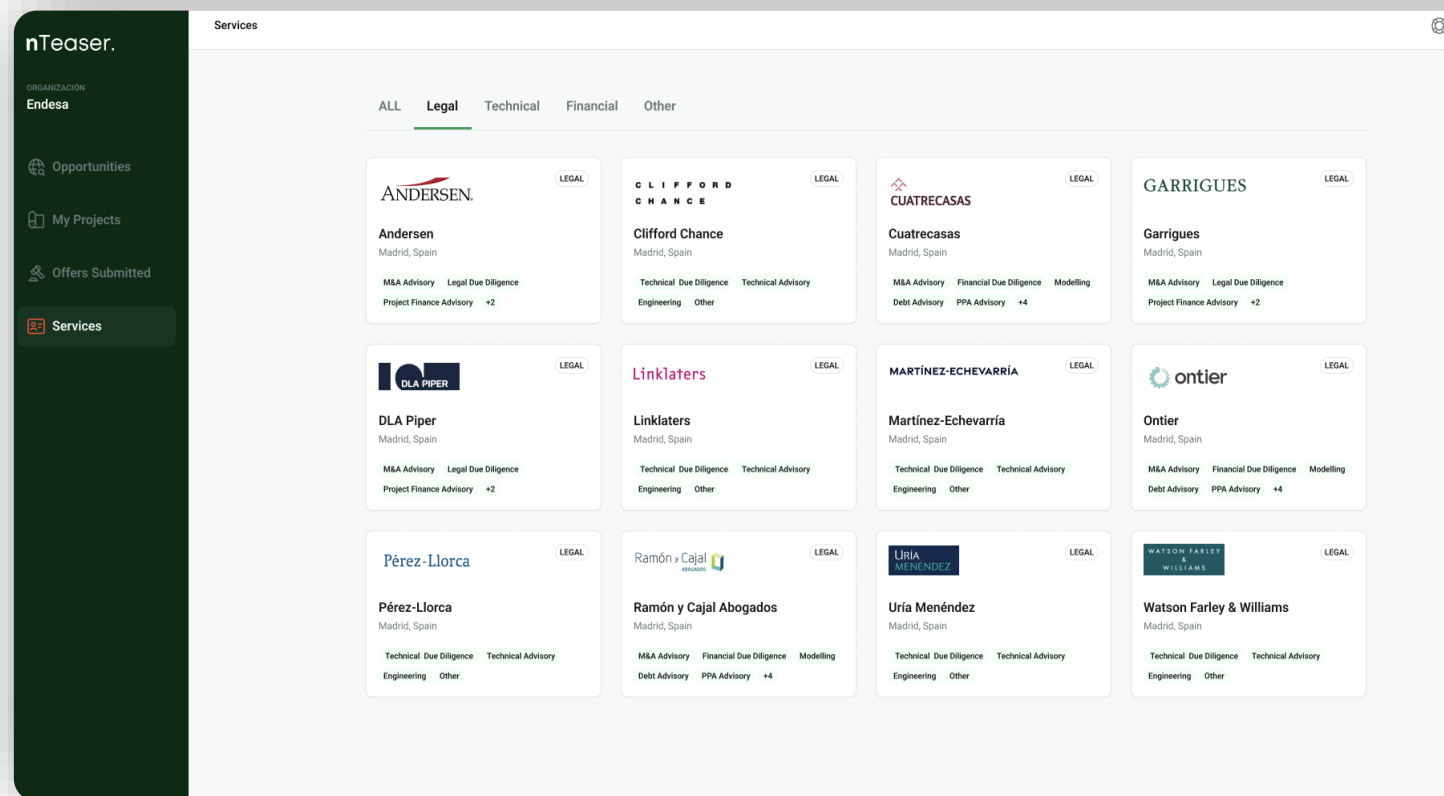 Services
nTeaser.
ORGANIZACIÓN
Endesa
Opportunities
My Projects
Offers Submitted
Services
ALL Legal Technical Financial Other
ANDERSEN.
LEGAL
Andersen
Madrid, Spain
M&A Advisory Legal Due Diligence
Project Finance Advisory +2
CLIFFORD
CHANCE
LEGAL
Clifford Chance
Madrid, Spain
Technical Due Diligence Technical Advisory
Engineering Other
CUATRECASAS
LEGAL
Cuatrecasas
Madrid, Spain
M&A Advisory Financial Due Diligence Modelling
Debt Advisory PPA Advisory +4
GARRIGUES
LEGAL
Garrigues
Madrid, Spain
M&A Advisory Legal Due Diligence
Project Finance Advisory +2
DLA PIPER
LEGAL
DLA Piper
Madrid, Spain
M&A Advisory Legal Due Diligence
Project Finance Advisory +2
Linklaters
LEGAL
Linklaters
Madrid, Spain
Technical Due Diligence Technical Advisory
Engineering Other
MARTÍNEZ-ECHEVARRÍA
LEGAL
Martínez-Echevarría
Madrid, Spain
Technical Due Diligence Technical Advisory
Engineering Other
ontier
LEGAL
Ontier
Madrid, Spain
M&A Advisory Financial Due Diligence Modelling
Debt Advisory PPA Advisory +4
Pérez-Llorca
LEGAL
Pérez-Llorca
Madrid, Spain
Technical Due Diligence Technical Advisory
Engineering Other
Ramón y Cajal
ABOGADOS
LEGAL
Ramón y Cajal Abogados
Madrid, Spain
M&A Advisory Financial Due Diligence Modelling
Debt Advisory PPA Advisory +4
URÍA
MENÉNDEZ
LEGAL
Uría Menéndez
Madrid, Spain
Technical Due Diligence Technical Advisory
Engineering Other
WATSON FARLEY
&
WILLIAMS
LEGAL
Watson Farley & Williams
Madrid, Spain
Technical Due Diligence Technical Advisory
Engineering Other